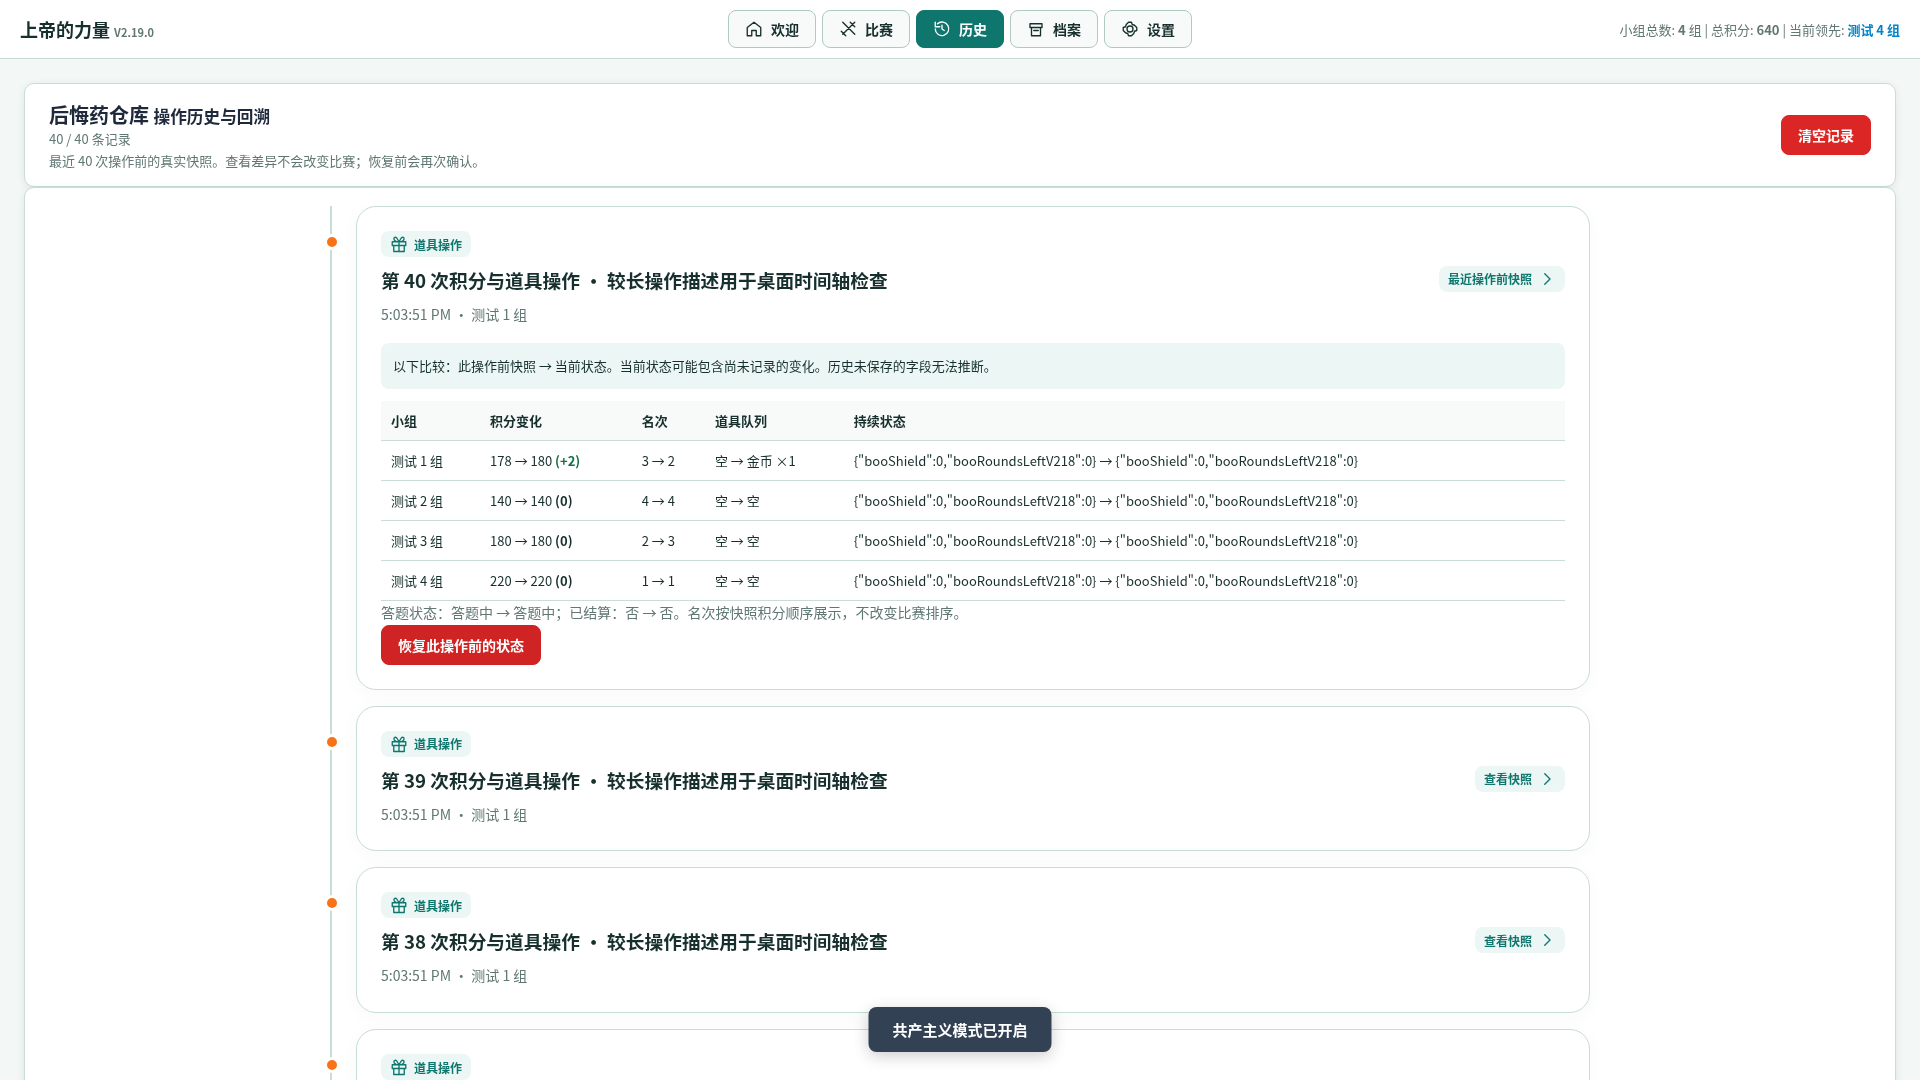 上帝的力量 V2.19.0
欢迎
比赛
历史
档案
设置
小组总数: 4 组 | 总积分: 640 | 当前领先: 测试 4 组
后悔药仓库 操作历史与回溯
40 / 40 条记录
最近 40 次操作前的真实快照。查看差异不会改变比赛；恢复前会再次确认。
清空记录
道具操作
第 40 次积分与道具操作 · 较长操作描述用于桌面时间轴检查
5:03:51 PM · 测试 1 组
最近操作前快照
以下比较：此操作前快照 → 当前状态。当前状态可能包含尚未记录的变化。历史未保存的字段无法推断。
小组 积分变化 名次 道具队列 持续状态
测试 1 组 178 → 180 (+2) 3 → 2 空 → 金币 ×1 {"booShield":0,"booRoundsLeftV218":0} → {"booShield":0,"booRoundsLeftV218":0}
测试 2 组 140 → 140 (0) 4 → 4 空 → 空 {"booShield":0,"booRoundsLeftV218":0} → {"booShield":0,"booRoundsLeftV218":0}
测试 3 组 180 → 180 (0) 2 → 3 空 → 空 {"booShield":0,"booRoundsLeftV218":0} → {"booShield":0,"booRoundsLeftV218":0}
测试 4 组 220 → 220 (0) 1 → 1 空 → 空 {"booShield":0,"booRoundsLeftV218":0} → {"booShield":0,"booRoundsLeftV218":0}
答题状态：答题中 → 答题中；已结算：否 → 否。名次按快照积分顺序展示，不改变比赛排序。
恢复此操作前的状态
道具操作
第 39 次积分与道具操作 · 较长操作描述用于桌面时间轴检查
5:03:51 PM · 测试 1 组
查看快照
道具操作
第 38 次积分与道具操作 · 较长操作描述用于桌面时间轴检查
5:03:51 PM · 测试 1 组
查看快照
共产主义模式已开启
道具操作